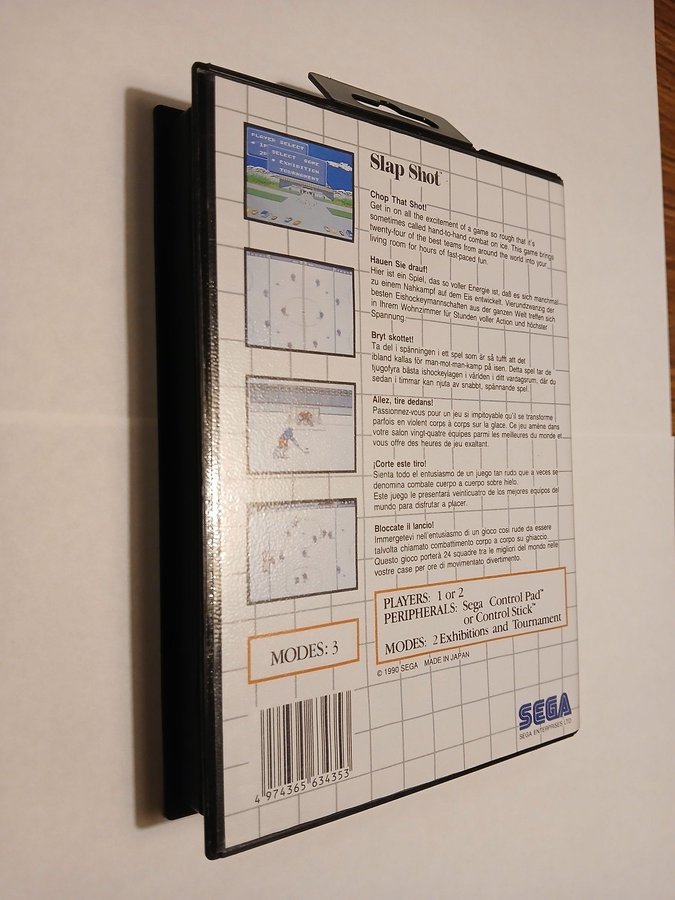 PLAYER SELECT
SELECT GAME
EXHIBITION
TOURNAMENT
Slap Shot™
Chop That Shot!
Get in on all the excitement of a game so rough that it's
sometimes called hand-to-hand combat on ice. This game brings
twenty-four of the best teams from around the world into your
living room for hours of fast-paced fun.
Hauen Sie drauf!
Hier ist ein Spiel, das so voller Energie ist, daß es sich manchmal
zu einem Nahkampf auf dem Eis entwickelt. Vierundzwanzig der
besten Eishockeymannschaften aus der ganzen Welt treffen sich
in Ihrem Wohnzimmer für Stunden voller Action und höchster
Spannung.
Bryt skottet!
Ta del i spänningen i ett spel som är så tufft att det
ibland kallas för man-mot-man-kamp på isen. Detta spel tar de
tjugofyra bästa ishockeylagen i världen i ditt vardagsrum, där du
sedan i timmar kan njuta av snabbt, spännande spel.
Allez, tire dedans!
Passionnez-vous pour un jeu si impitoyable qu'il se transforme
parfois en violent corps à corps sur la glace. Ce jeu amène dans
votre salon vingt-quatre équipes parmi les meilleures du monde et
vous offre des heures de jeu exaltant.
¡Corte este tiro!
Sienta todo el entusiasmo de un juego tan rudo que a veces se
denomina combate cuerpo a cuerpo sobre hielo.
Este juego le presentará veinticuatro de los mejores equipos del
mundo para disfrutar a placer.
Bloccate il lancio!
Immergetevi nell'entusiasmo di un gioco così rude da essere
talvolta chiamato combattimento corpo a corpo su ghiaccio.
Questo gioco porterà 24 squadre tra le migliori del mondo nelle
vostre case per ore di movimentato divertimento.
PLAYERS: 1 or 2
PERIPHERALS: Sega Control Pad™
or Control Stick™
MODES: 2 Exhibitions and Tournament
MODES: 3
© 1990 SEGA MADE IN JAPAN
SEGA
SEGA ENTERPRISES LTD
4 974365 634353